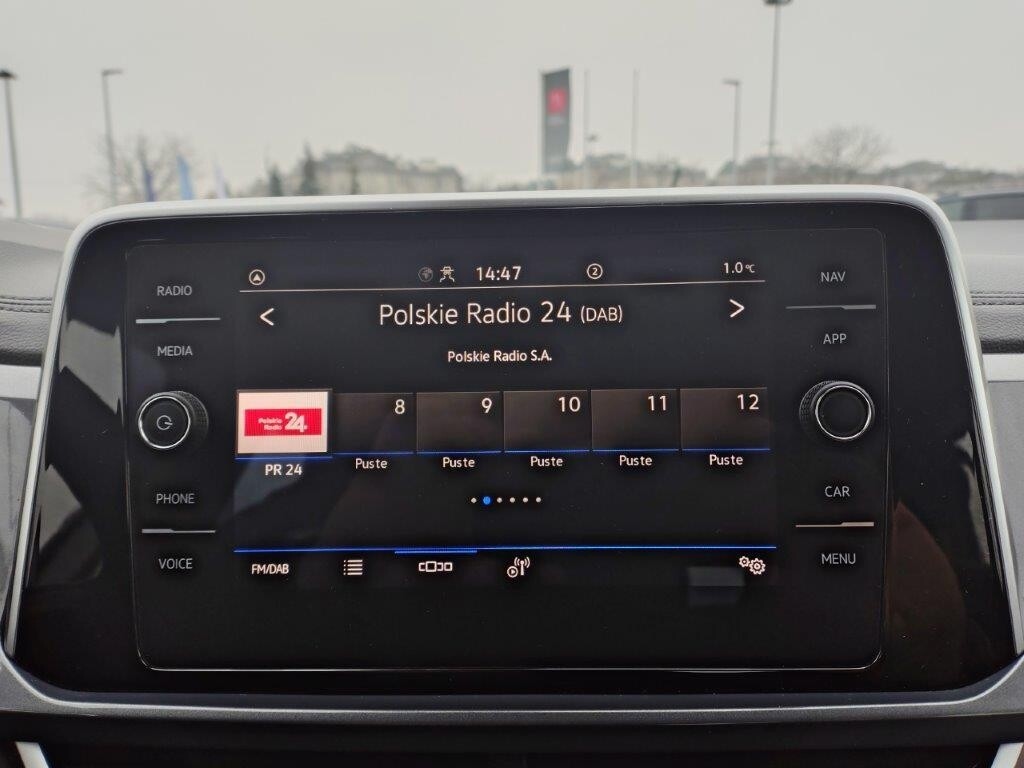 RADIO
MEDIA
PHONE
VOICE
14:47
2
1.0°C
< Polskie Radio 24 (DAB) >
Polskie Radio S.A.
Polskie Radio 24
8
9
10
11
12
PR 24
Puste
Puste
Puste
Puste
Puste
FM/DAB
NAV
APP
CAR
MENU